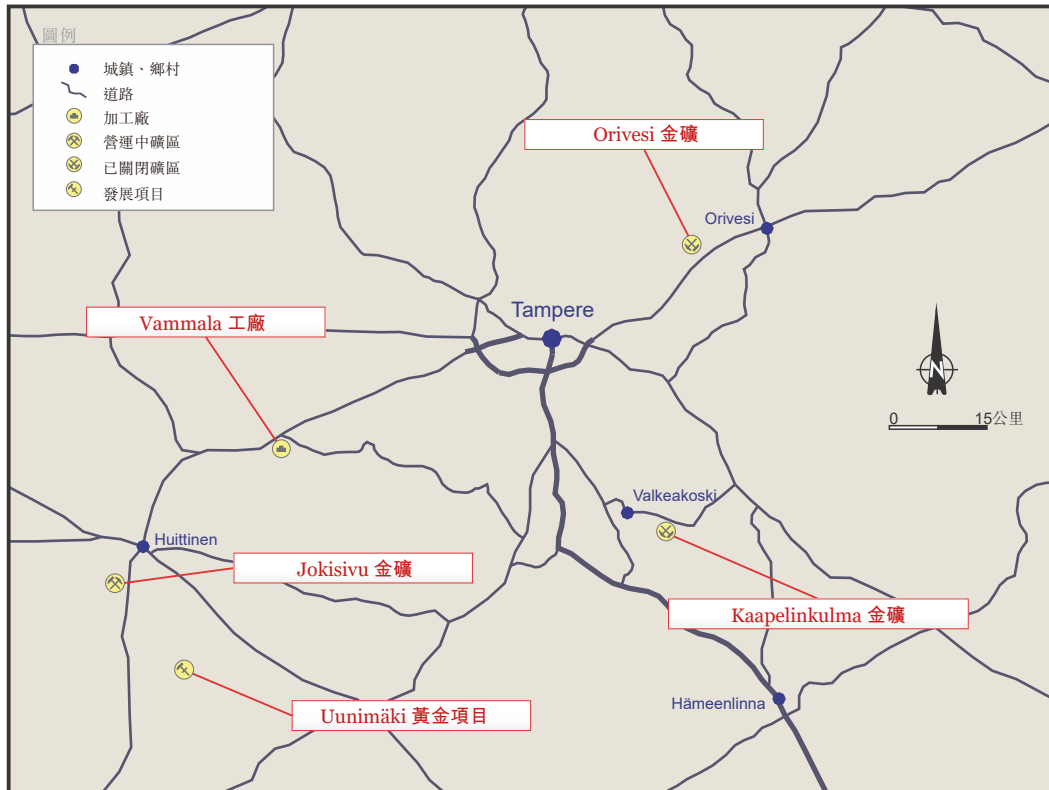 圖例
城鎮、鄉村
道路
加工廠
營運中礦區
已關閉礦區
發展項目
Orivesi 金礦
Orivesi
Vammala 工廠
Tampere
N
0 15公里
Valkeakoski
Huittinen
Jokisivu 金礦
Kaapelinkulma 金礦
Hämeenlinna
Uunimäki 黃金項目